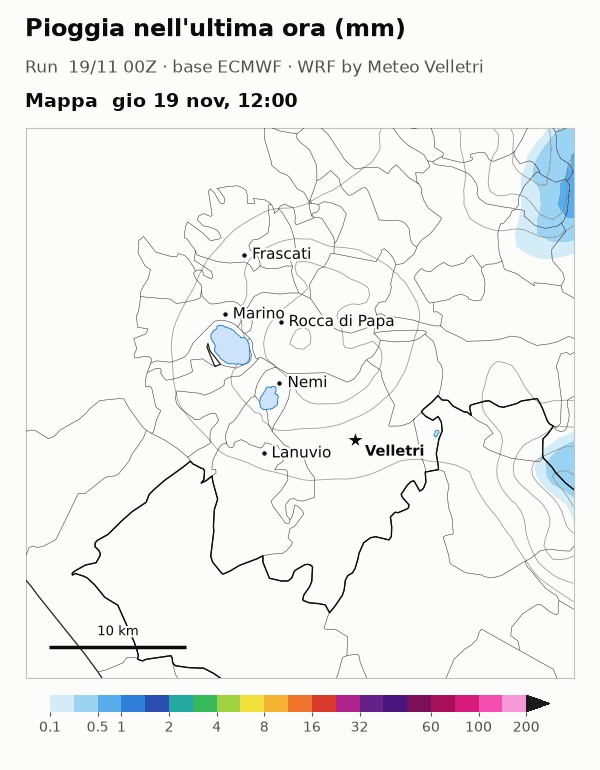 Pioggia nell'ultima ora (mm)
Run  19/11 00Z · base ECMWF · WRF by Meteo Velletri
Mappa  gio 19 nov, 12:00
Frascati
Marino
Rocca di Papa
Nemi
Velletri
Lanuvio
10 km
0.1 0.5 1 2 4 8 16 32 60 100 200